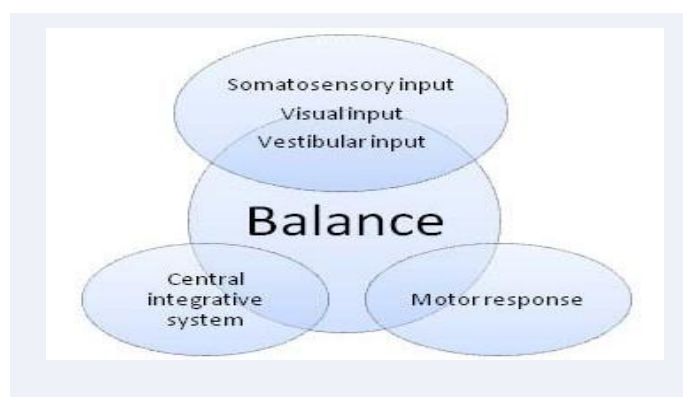 Somatosensory input
Visual input
Vestibular input
Balance
Central
integrative
system
Motor response